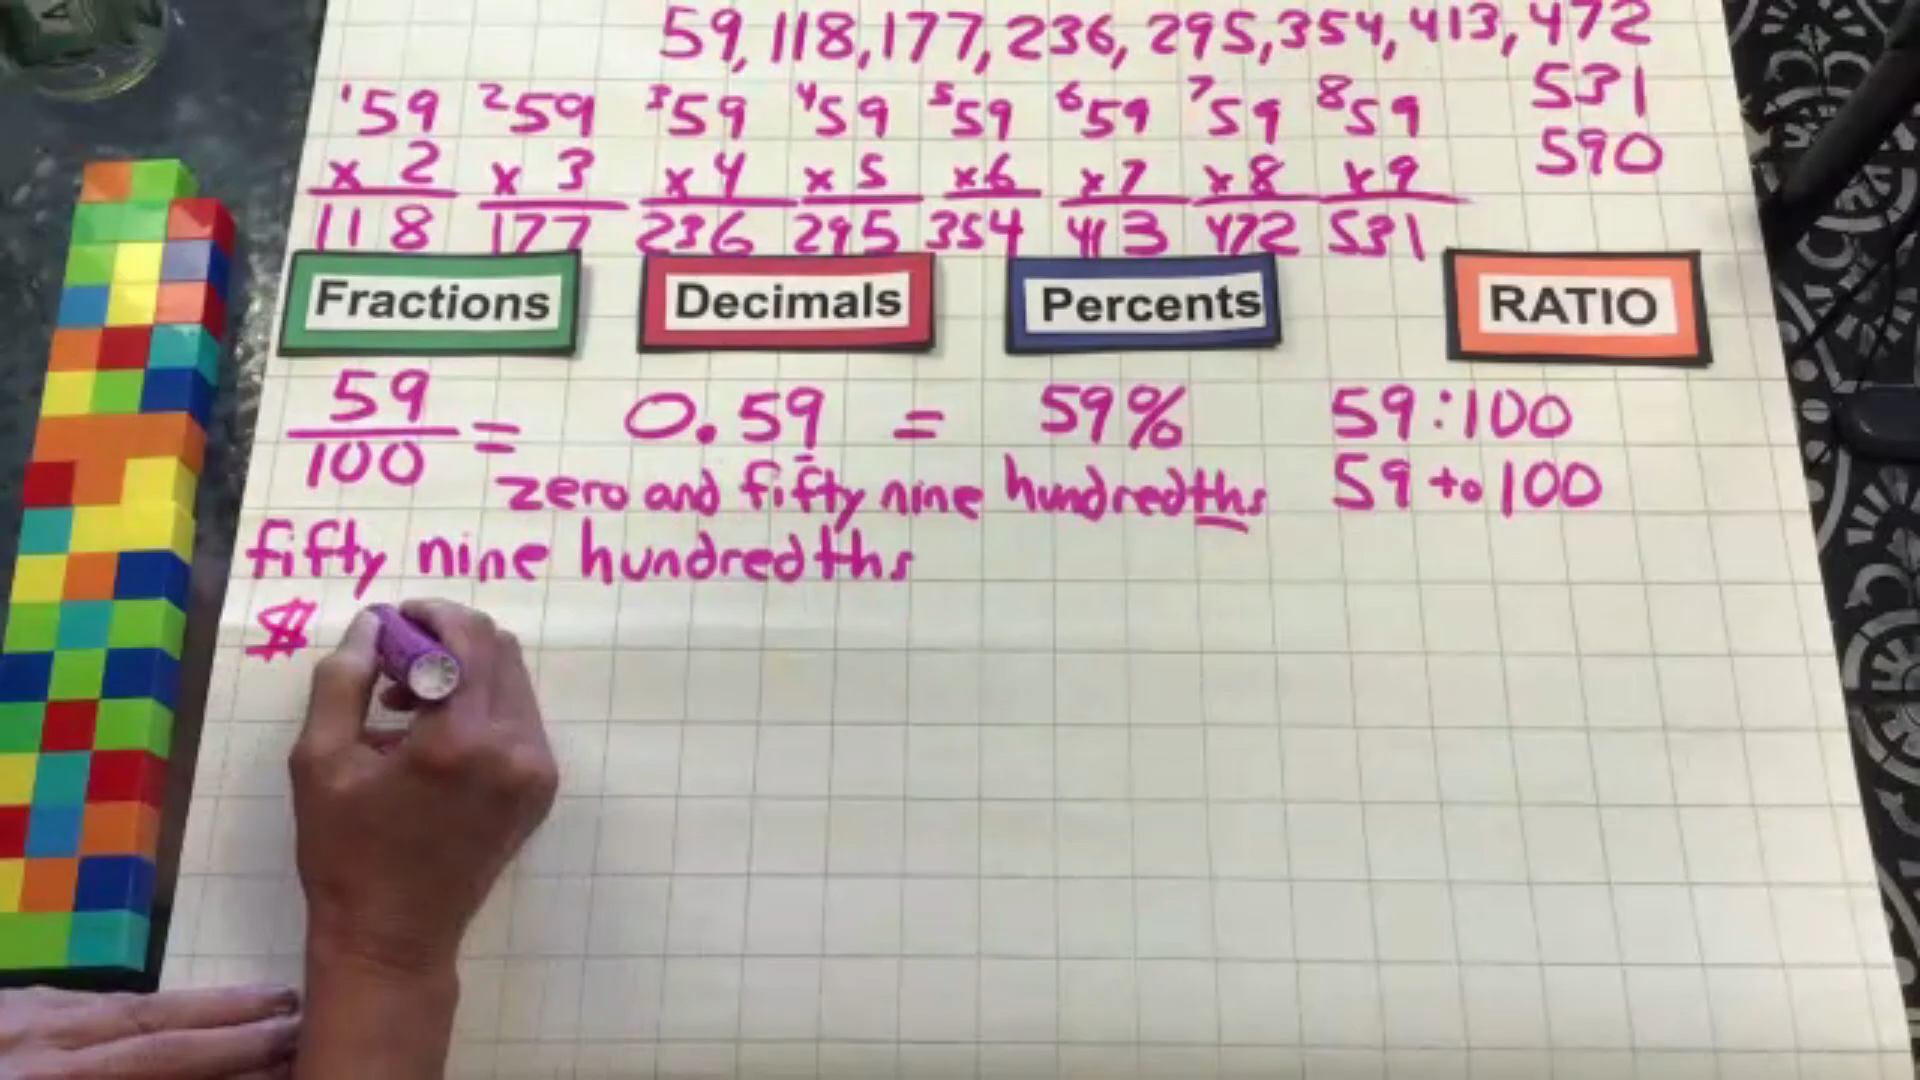 59, 118, 177, 236, 295, 354, 413, 472
531
590
¹59 ²59 ³59 ⁴59 ⁵59 ⁶59 ⁷59 ⁸59
x 2 x 3 x 4 x 5 x6 x7 x 8 x 9
118 177 236 295 354 413 472 531
Fractions Decimals Percents RATIO
59/100 = 0.59 = 59% 59:100
zero and fifty nine hundredths 59 to 100
fifty nine hundredths
$